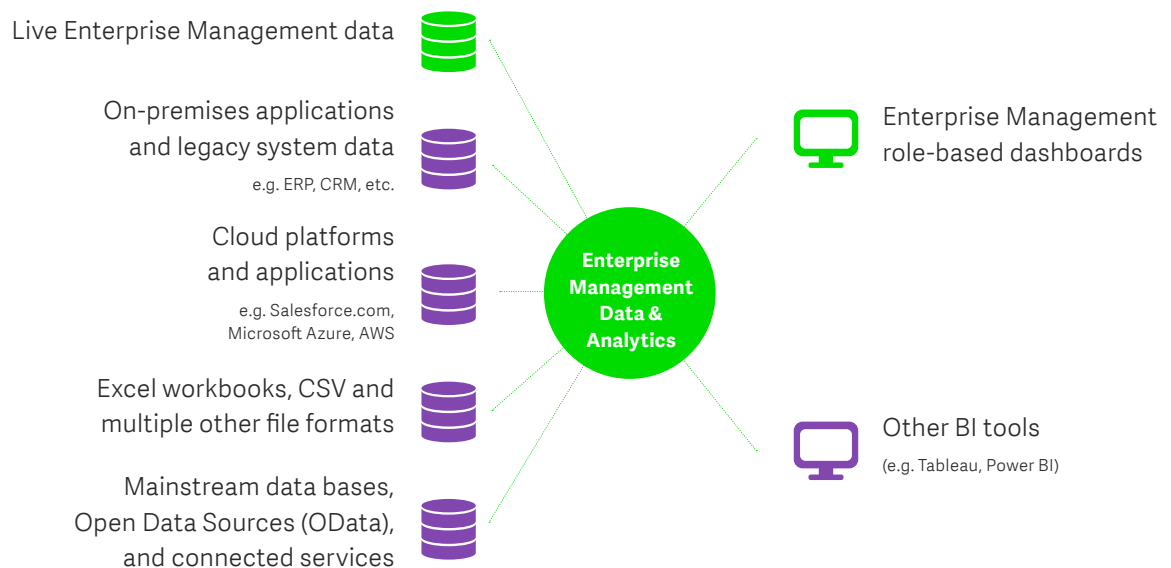 Live Enterprise Management data
On-premises applications
and legacy system data
e.g. ERP, CRM, etc.
Cloud platforms
and applications
e.g. Salesforce.com,
Microsoft Azure, AWS
Excel workbooks, CSV and
multiple other file formats
Mainstream data bases,
Open Data Sources (OData),
and connected services
Enterprise
Management
Data &
Analytics
Enterprise Management
role-based dashboards
Other BI tools
(e.g. Tableau, Power BI)